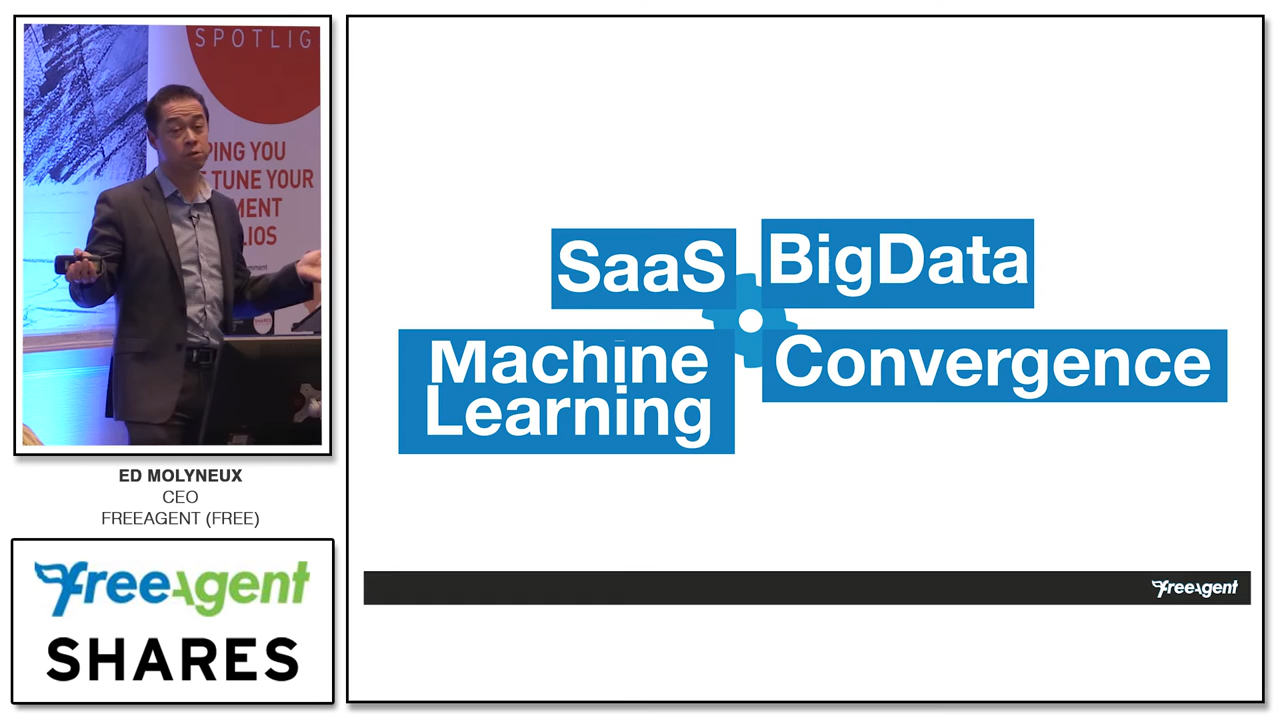 SPOTLIG
PING YOU
TUNE YOUR
MENT
LIOS
ED MOLYNEUX
CEO
FREEAGENT (FREE)
freeAgent
SHARES
SaaS
BigData
Machine
Learning
Convergence
freeAgent